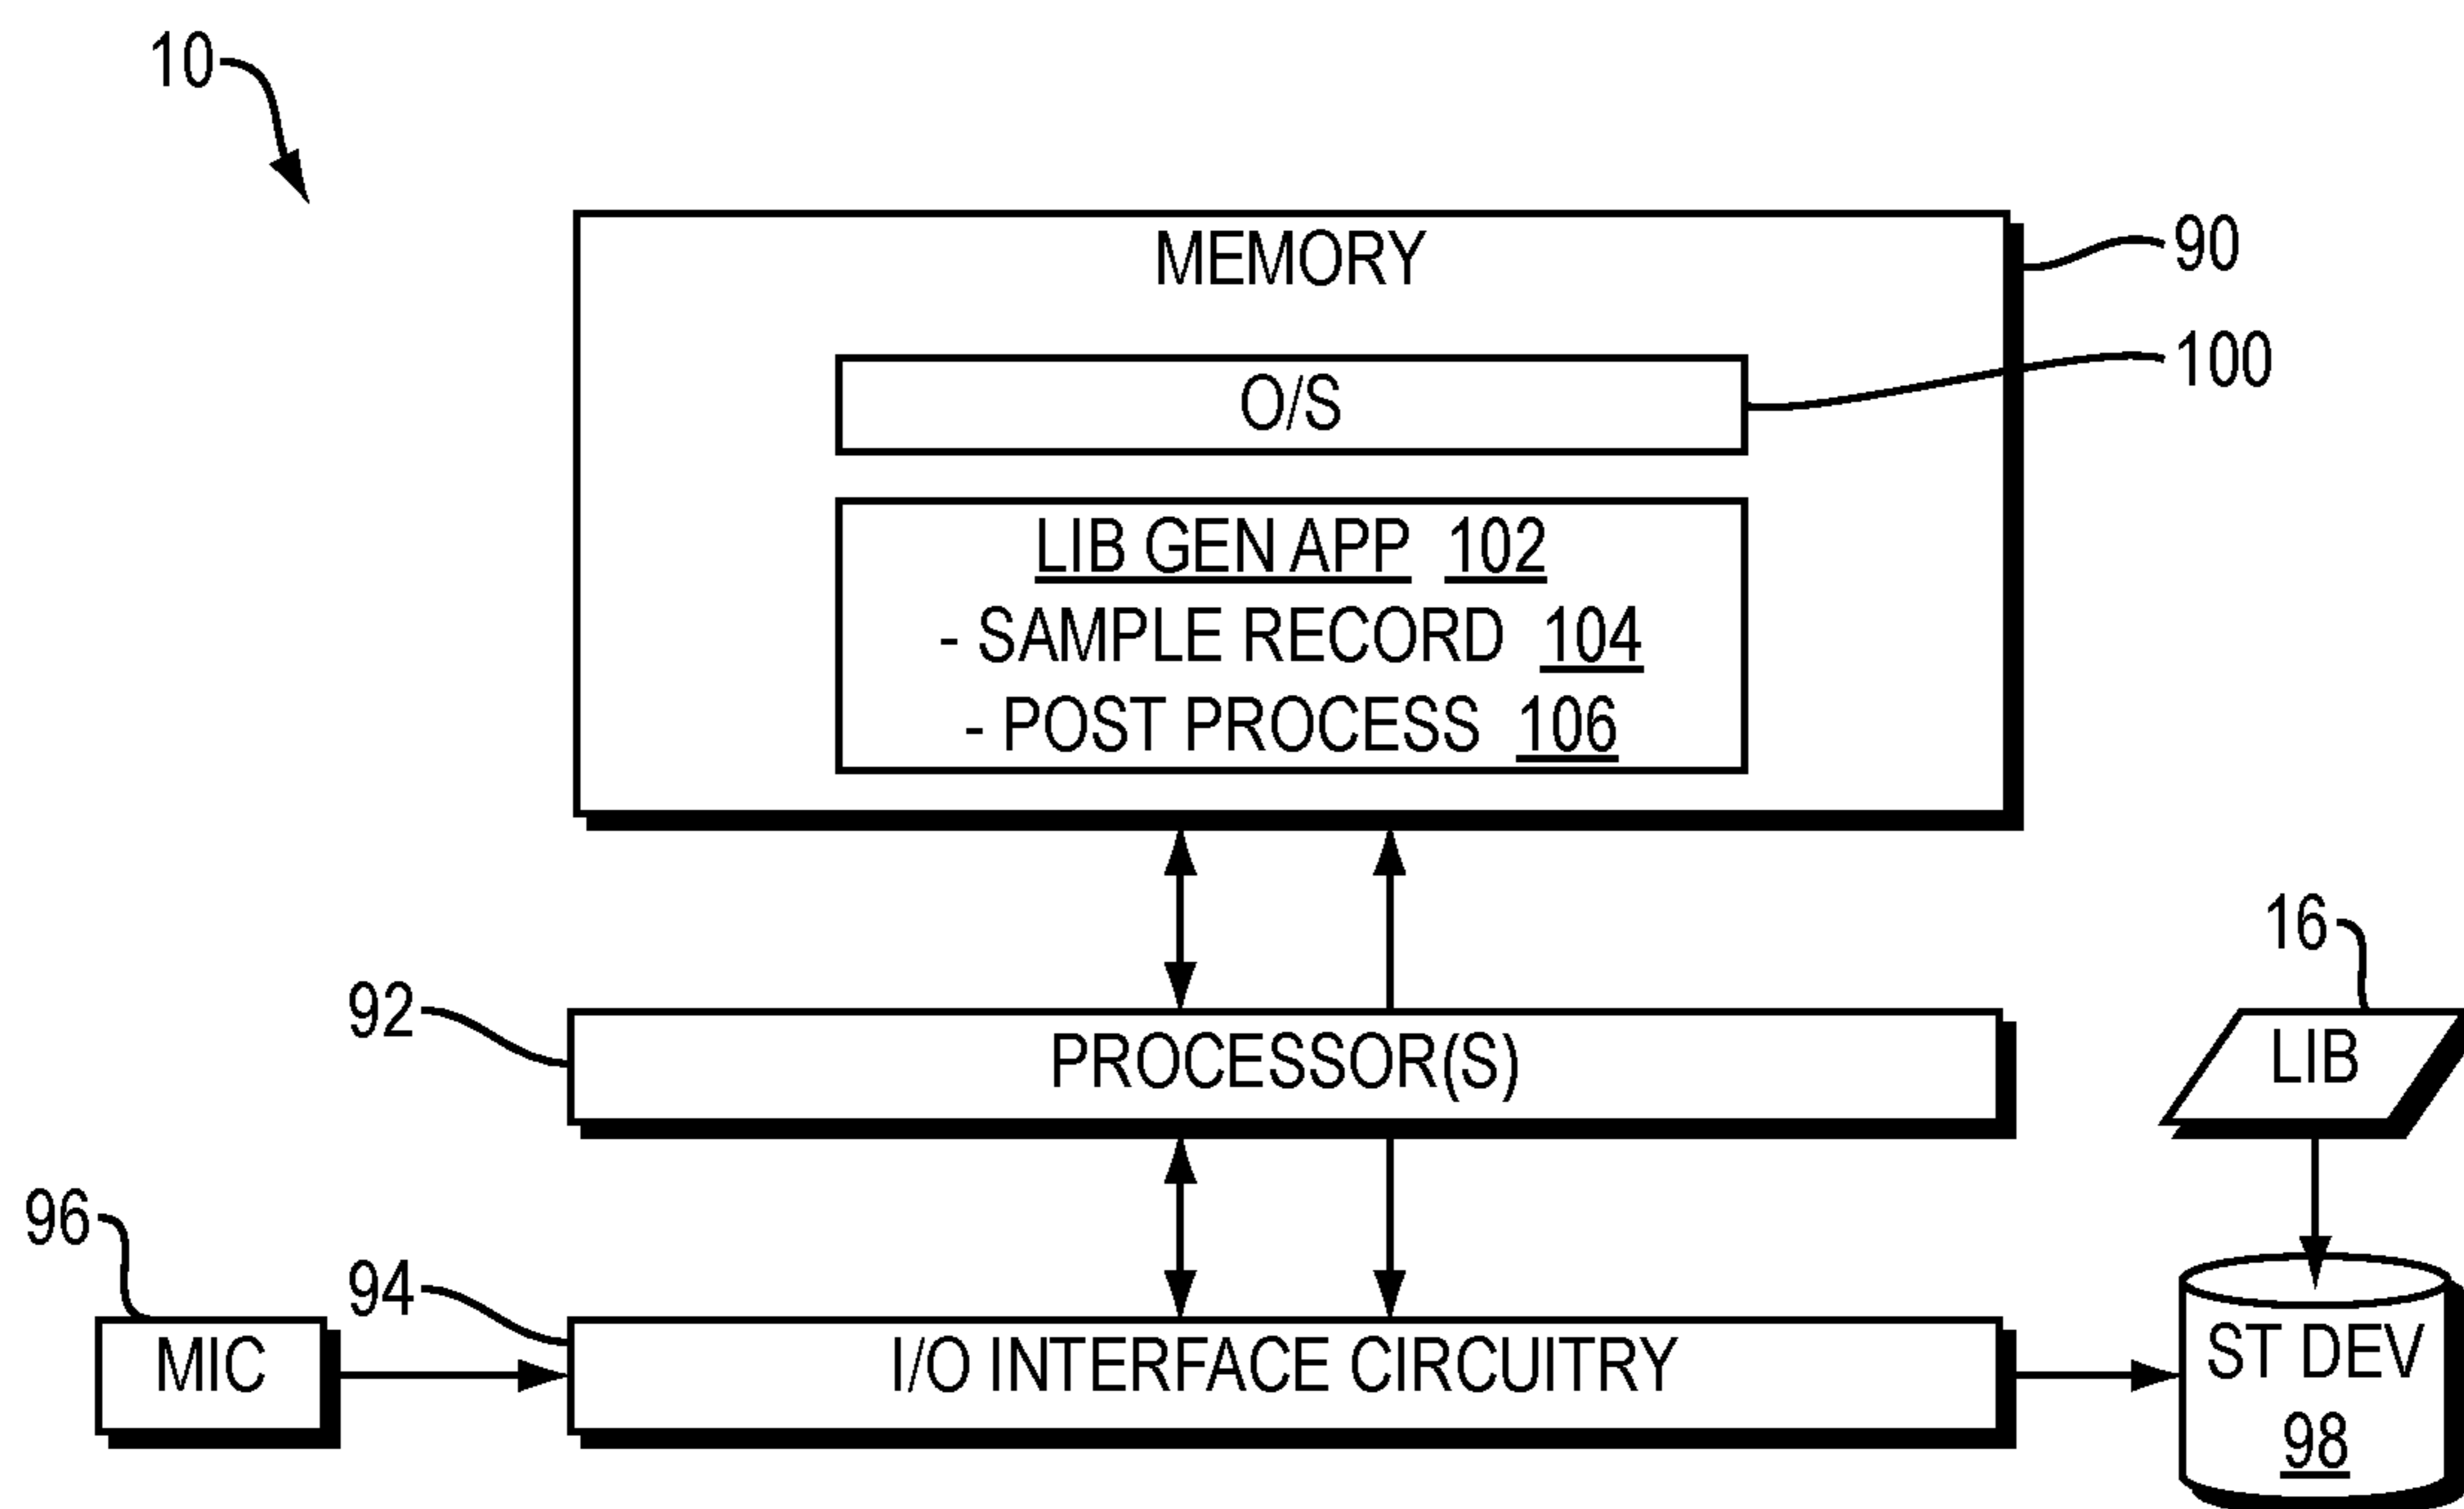 10
MEMORY
90
O/S
100
LIB GEN APP 102
- SAMPLE RECORD 104
- POST PROCESS 106
16
92
PROCESSOR(S)
LIB
96
94
MIC
I/O INTERFACE CIRCUITRY
ST DEV
98